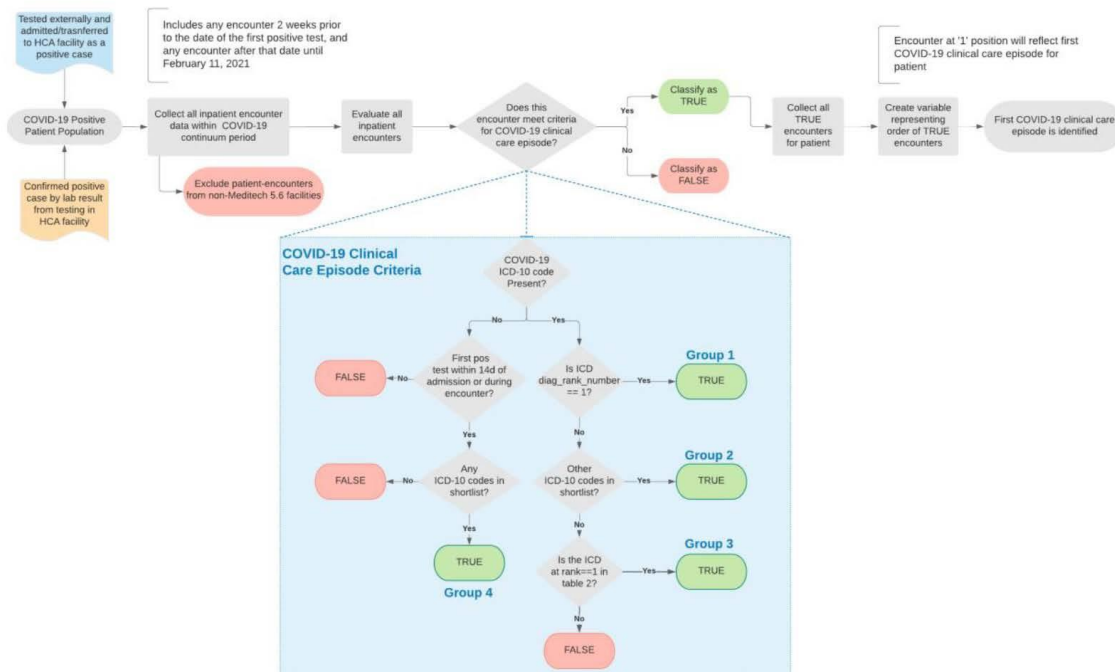 Tested externally and
admitted/trasnferred
to HCA facility as a
positive case
Includes any encounter 2 weeks prior
to the date of the first positive test, and
any encounter after that date until
February 11, 2021
Encounter at '1' position will reflect first
COVID-19 clinical care episode for
patient
COVID-19 Positive
Patient Population
Collect all inpatient encounter
data within COVID-19
continuum period
Evaluate all
inpatient
encounters
Does this
encounter meet criteria
for COVID-19 clinical
care episode?
Yes
Classify as
TRUE
No
Classify as
FALSE
Collect all
TRUE
encounters
for patient
Create variable
representing
order of TRUE
encounters
First COVID-19 clinical care
episode is identified
Confirmed positive
case by lab result
from testing in
HCA facility
Exclude patient-encounters
from non-Meditech 5.6 facilities
COVID-19 Clinical
Care Episode Criteria
COVID-19
ICD-10 code
Present?
No
Yes
First pos
test within 14d of
admission or during
encounter?
No
FALSE
Yes
Is ICD
diag_rank_number
== 1?
Yes
Group 1
TRUE
No
Any
ICD-10 codes in
shortlist?
No
FALSE
Yes
TRUE
Group 4
Other
ICD-10 codes in
shortlist?
Yes
Group 2
TRUE
No
Is the ICD
at rank==1 in
table 2?
Yes
Group 3
TRUE
No
FALSE